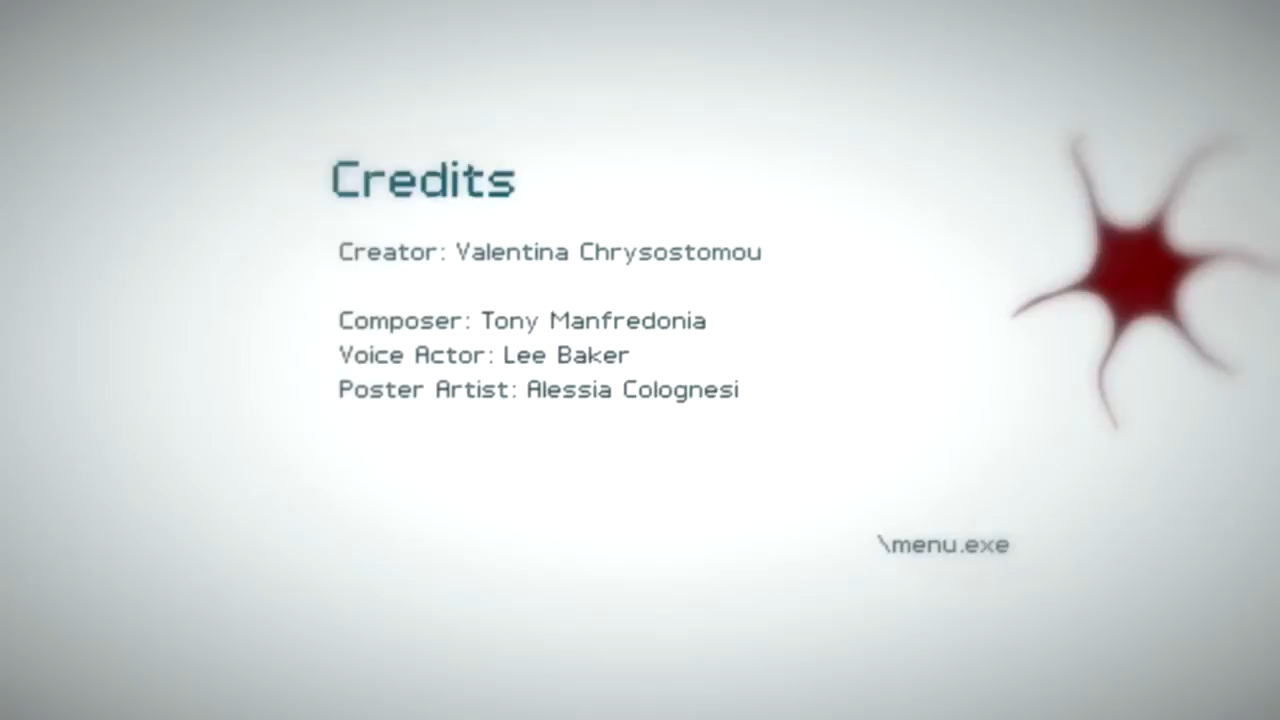 Credits
Creator: Valentina Chrysostomou
Composer: Tony Manfredonia
Voice Actor: Lee Baker
Poster Artist: Alessia Colognesi
\menu.exe